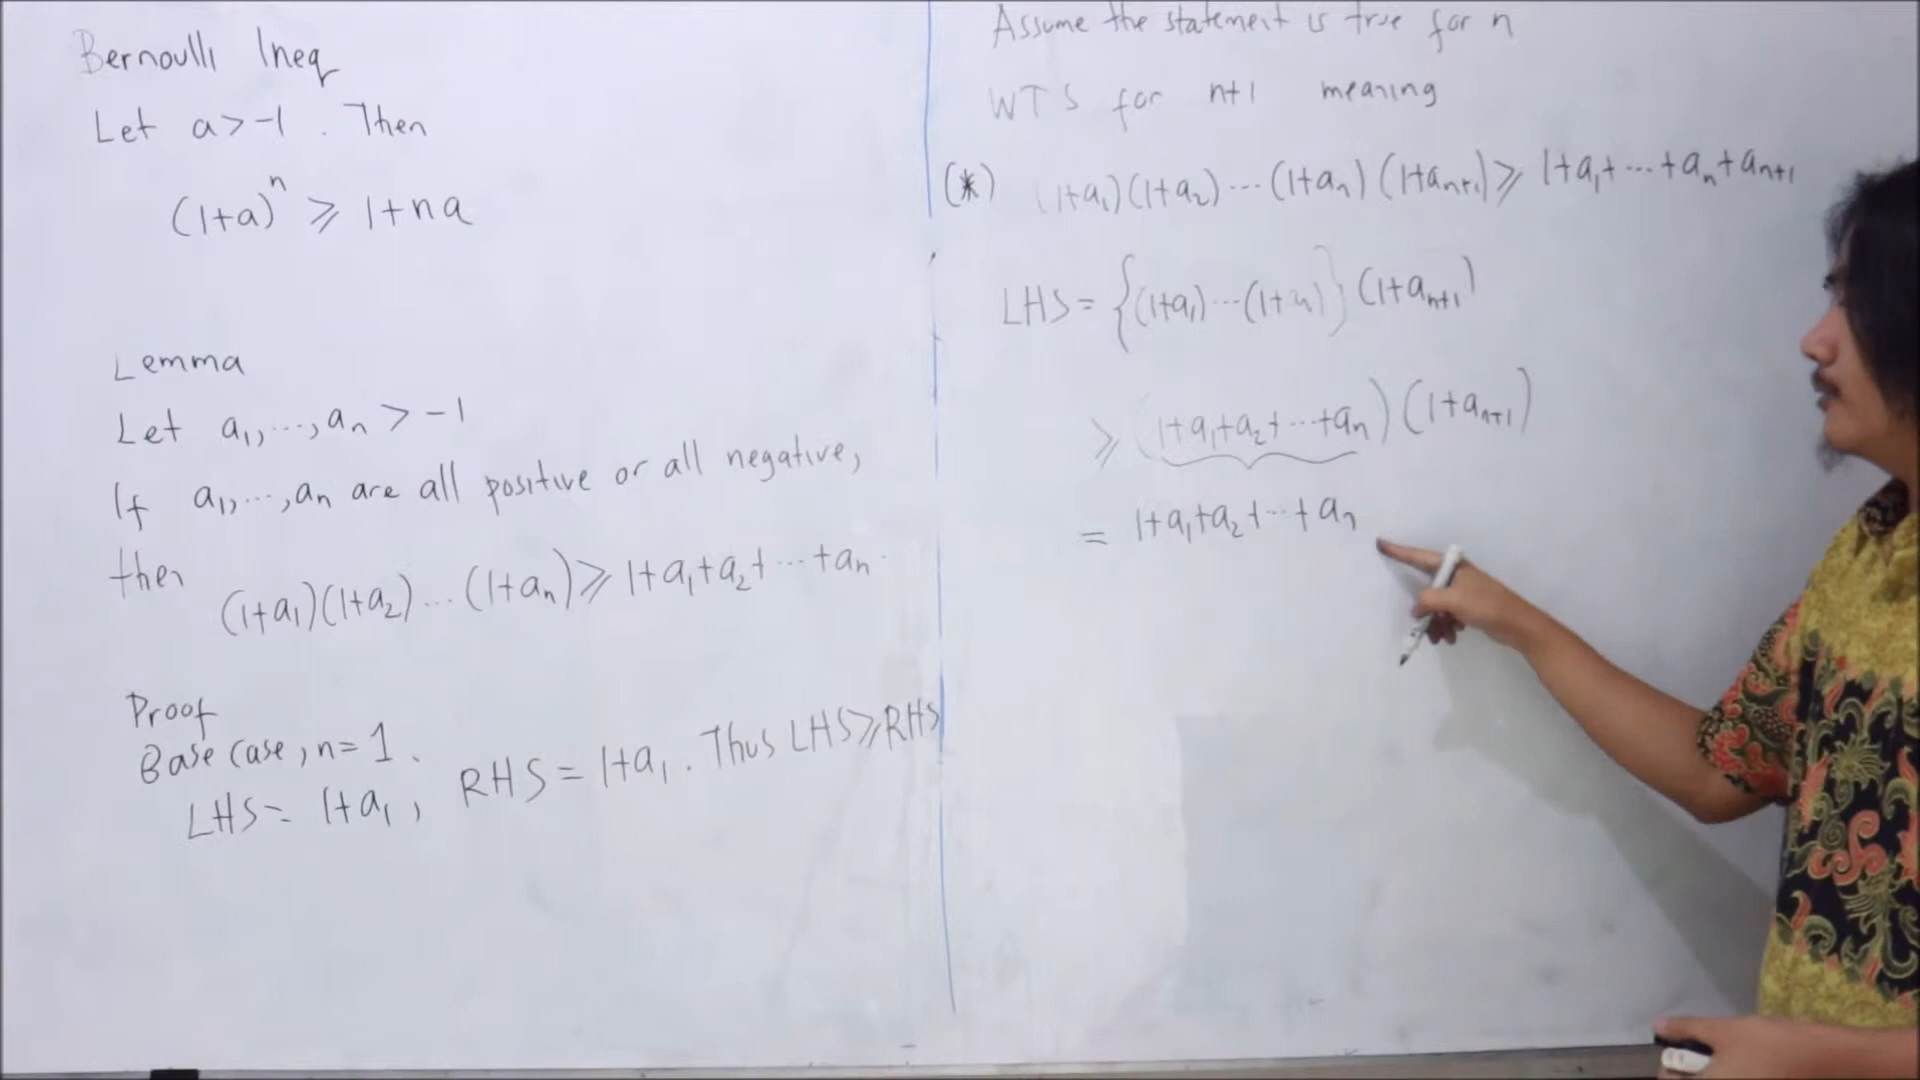 Bernoulli Ineq
Let a > -1 . Then
(1+a)^n ⩾ 1+na
Lemma
Let a₁,⋯,aₙ > -1
If a₁,⋯,aₙ are all positive or all negative,
then (1+a₁)(1+a₂)⋯(1+aₙ) ⩾ 1+a₁+a₂+⋯+aₙ.
Proof
Base case, n=1.
LHS = 1+a₁, RHS = 1+a₁. Thus LHS ⩾ RHS
Assume the statement is true for n
WTS for n+1 meaning
(*) (1+a₁)(1+a₂)⋯(1+aₙ)(1+aₙ₊₁) ⩾ 1+a₁+⋯+aₙ+aₙ₊₁
LHS = {(1+a₁)⋯(1+ₙ)}(1+aₙ₊₁)
⩾ (1+a₁+a₂+⋯+aₙ)(1+aₙ₊₁)
= 1+a₁+a₂+⋯+aₙ